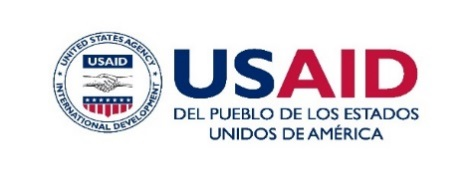 UNITED STATES AGENCY
USAID
INTERNATIONAL DEVELOPMENT
USAID
DEL PUEBLO DE LOS ESTADOS
UNIDOS DE AMÉRICA